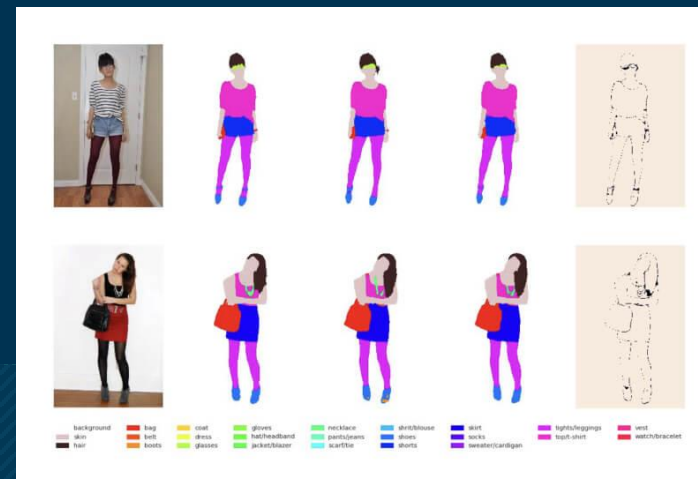 background bag coat gloves necklace shirt/blouse skirt tights/leggings vest
skin belt dress hat/headband pants/jeans shoes socks top/t-shirt watch/bracelet
hair boots glasses jacket/blazer scarf/tie shorts sweater/cardigan